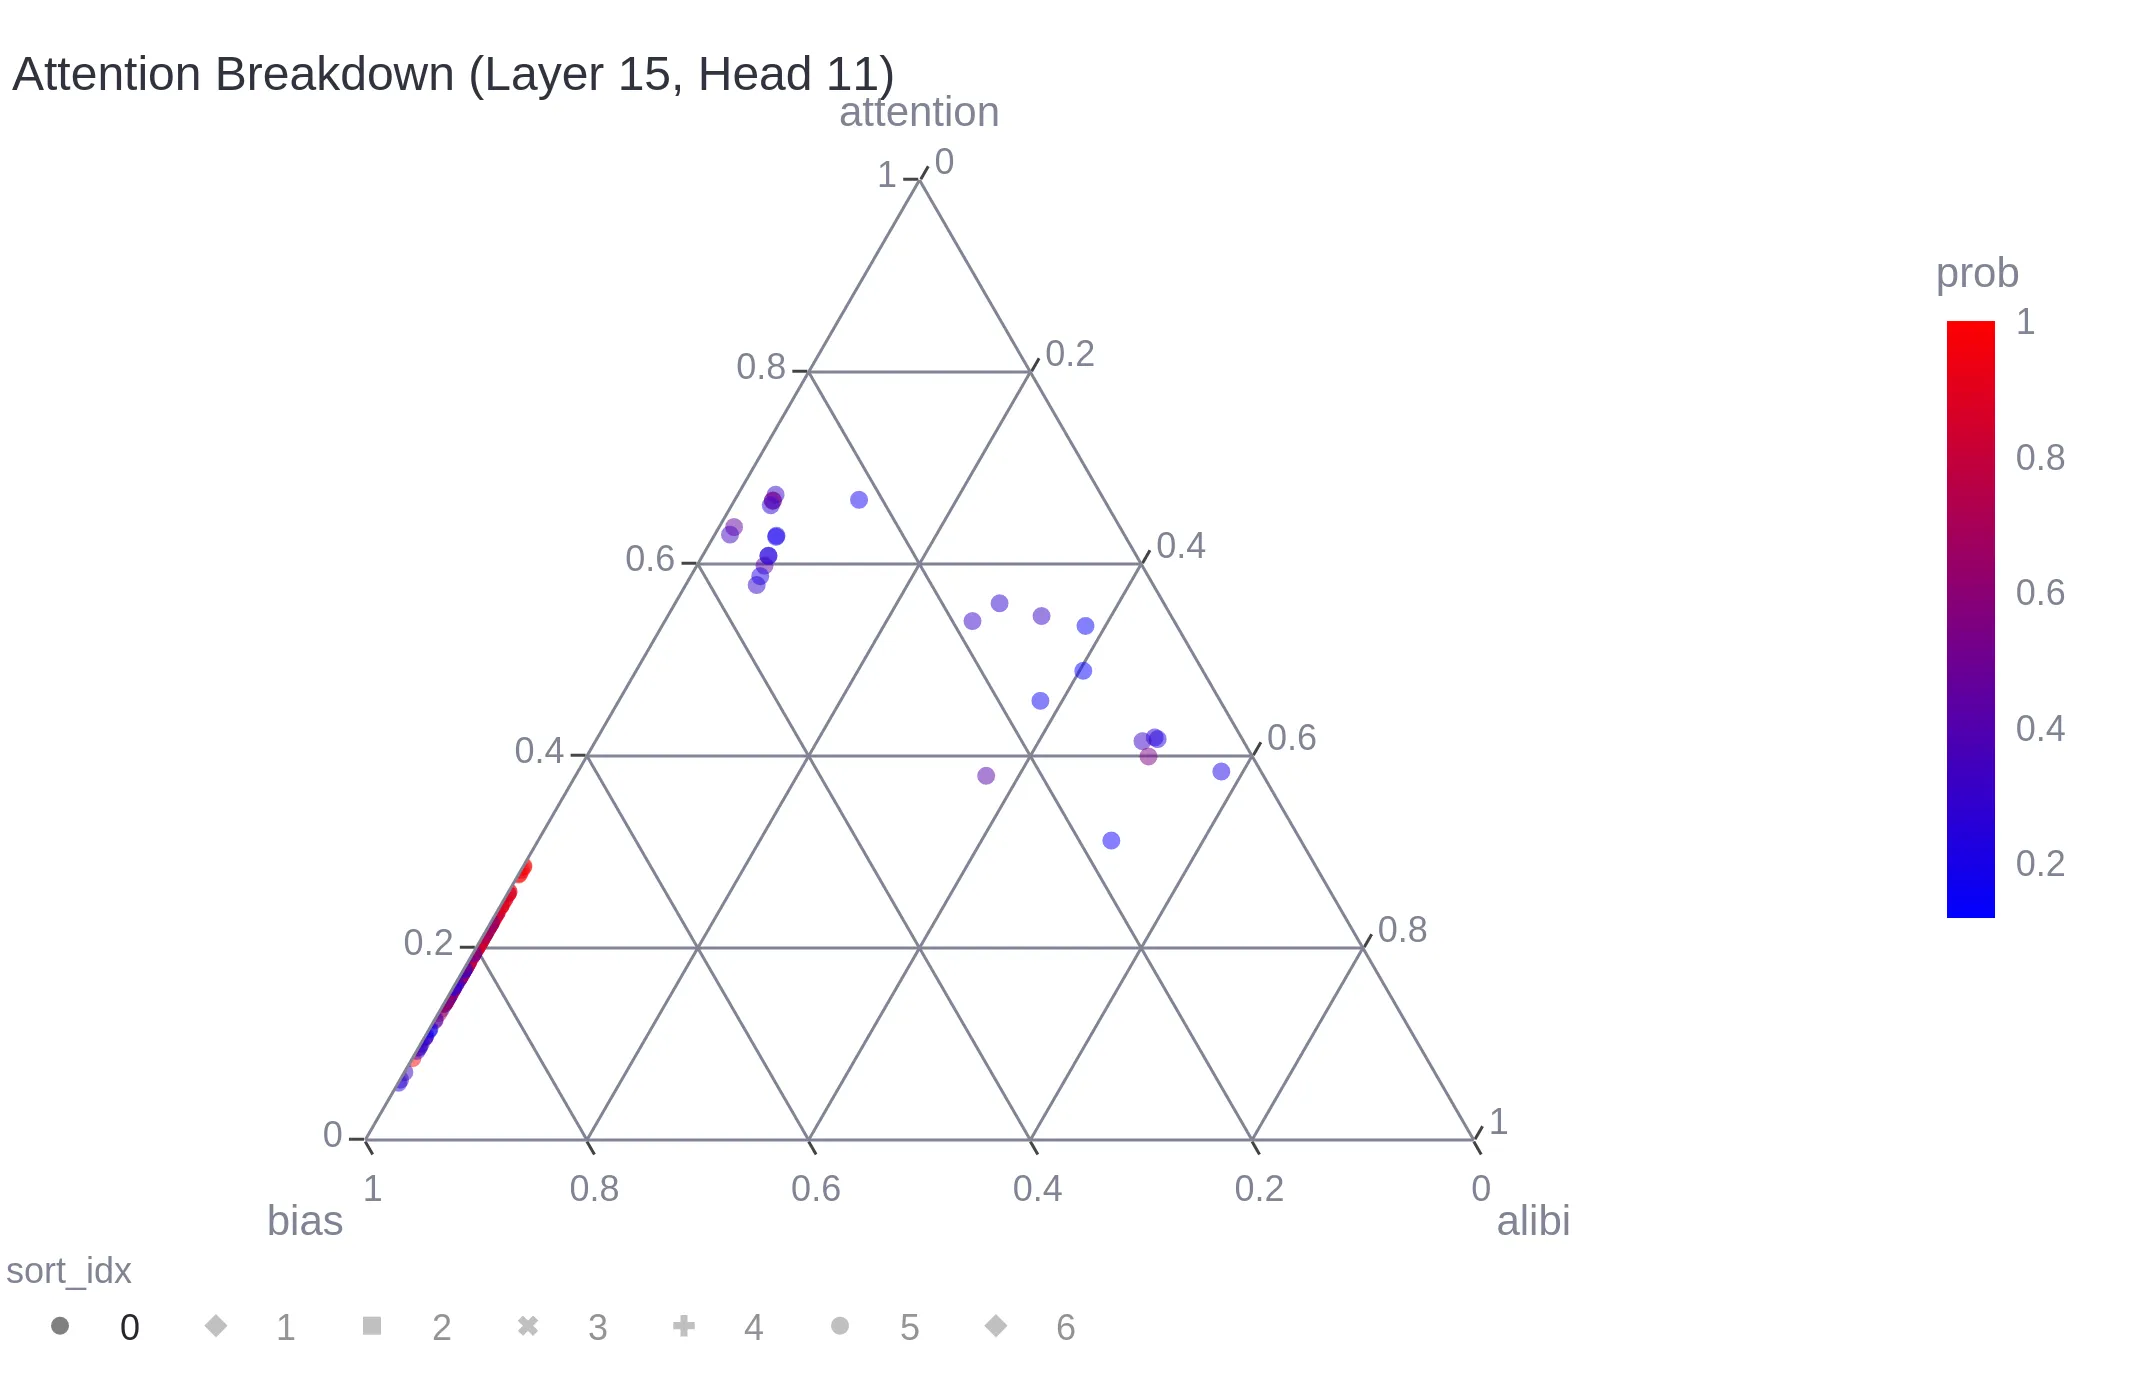 Attention Breakdown (Layer 15, Head 11)
attention
1 0
0.8 0.2
0.6 0.4
0.4 0.6
0.2 0.8
0 1
1 0.8 0.6 0.4 0.2 0
bias alibi
prob
1
0.8
0.6
0.4
0.2
sort_idx
0 1 2 3 4 5 6